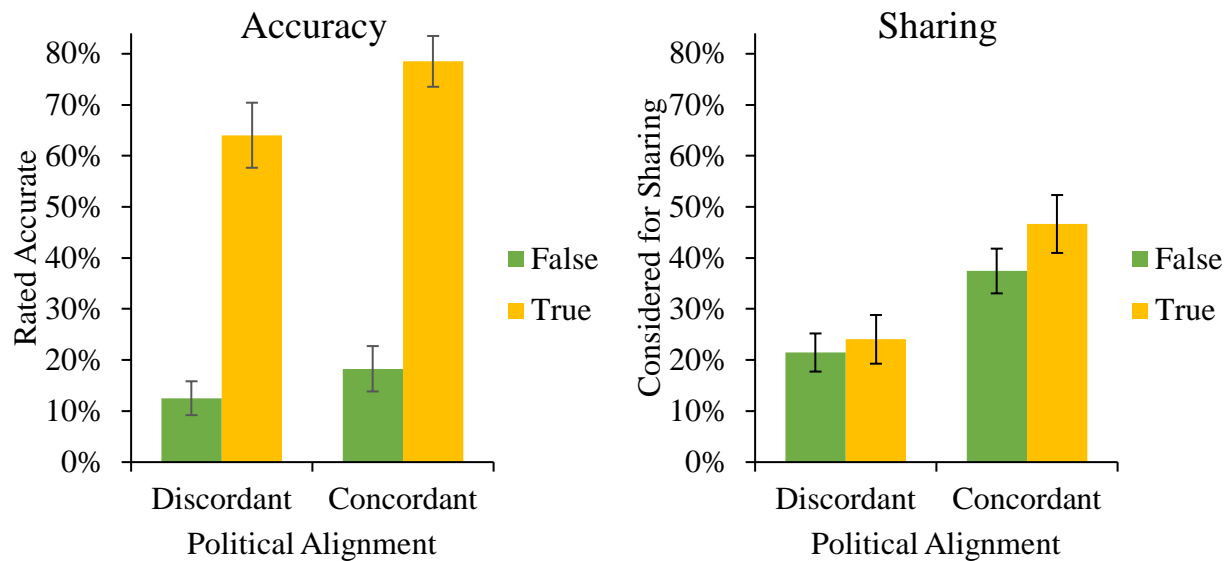 Accuracy
Rated Accurate
80%
70%
60%
50%
40%
30%
20%
10%
0%
Discordant Concordant
Political Alignment
False
True
Sharing
Considered for Sharing
80%
70%
60%
50%
40%
30%
20%
10%
0%
Discordant Concordant
Political Alignment
False
True